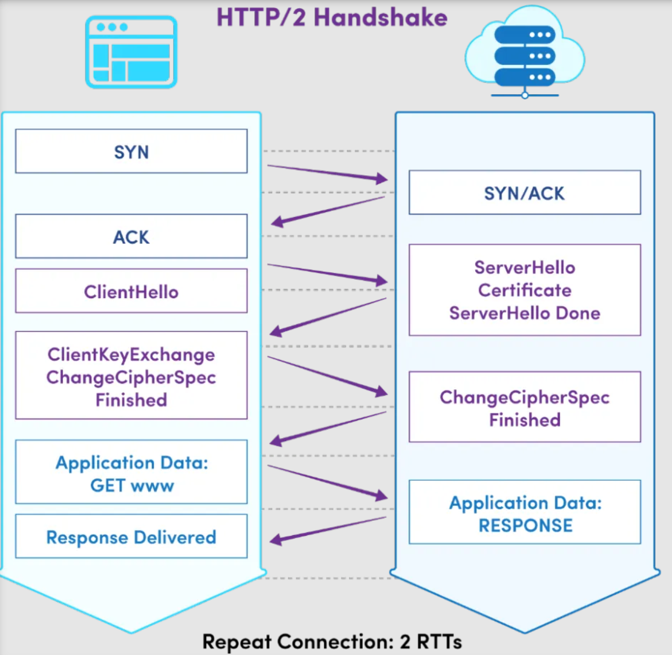 HTTP/2 Handshake
SYN
SYN/ACK
ACK
ClientHello
ServerHello
Certificate
ServerHello Done
ClientKeyExchange
ChangeCipherSpec
Finished
ChangeCipherSpec
Finished
Application Data:
GET www
Application Data:
RESPONSE
Response Delivered
Repeat Connection: 2 RTTs